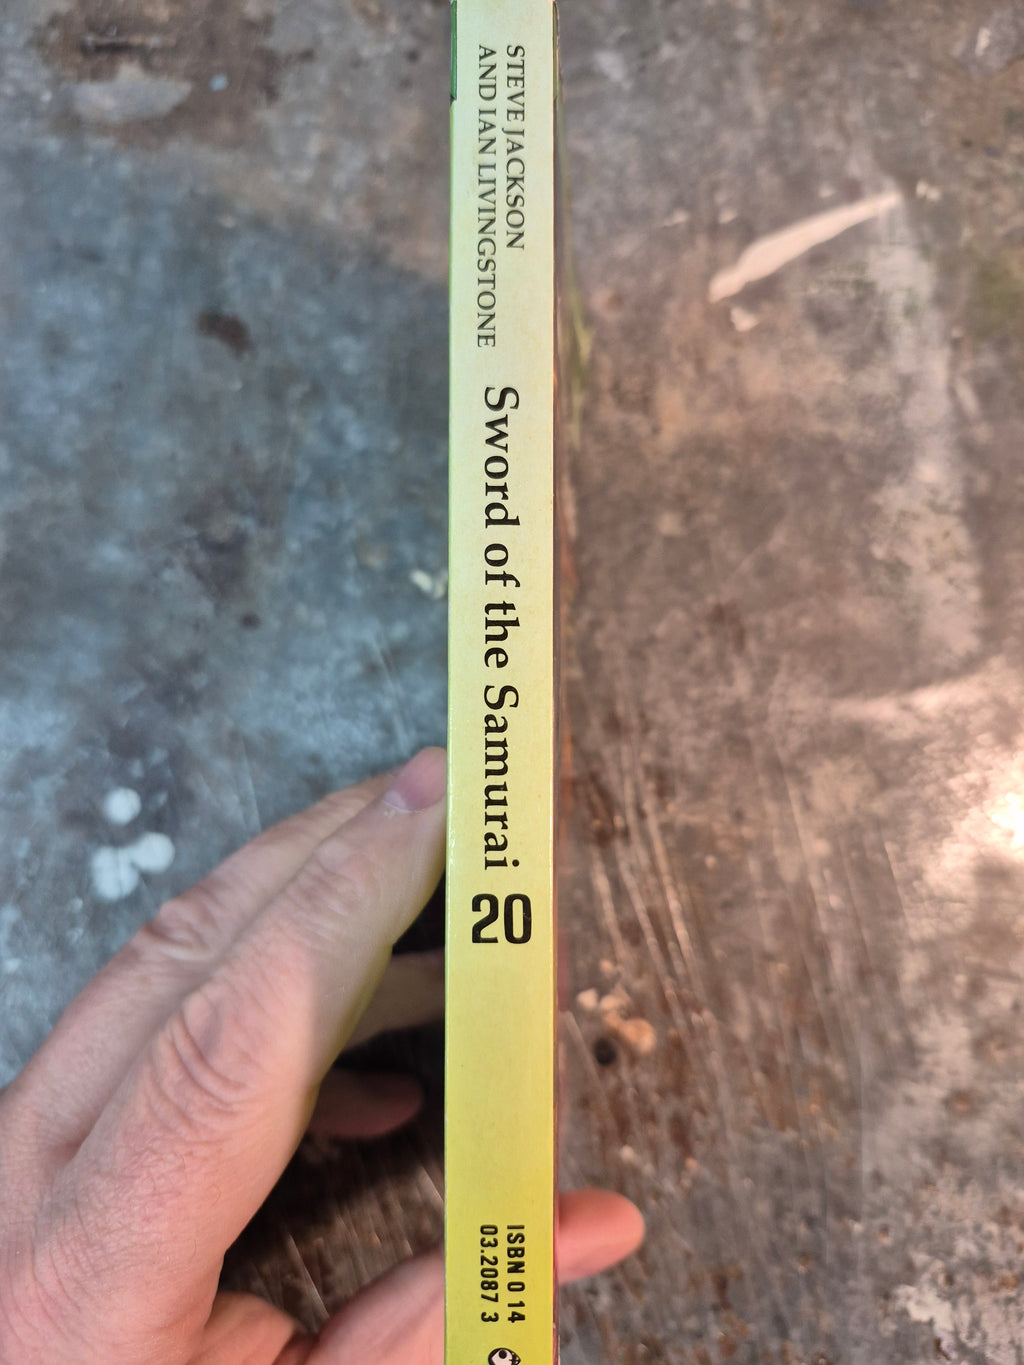 STEVE JACKSON
AND IAN LIVINGSTONE
Sword of the Samurai
20
ISBN 0 14
03.2087 3